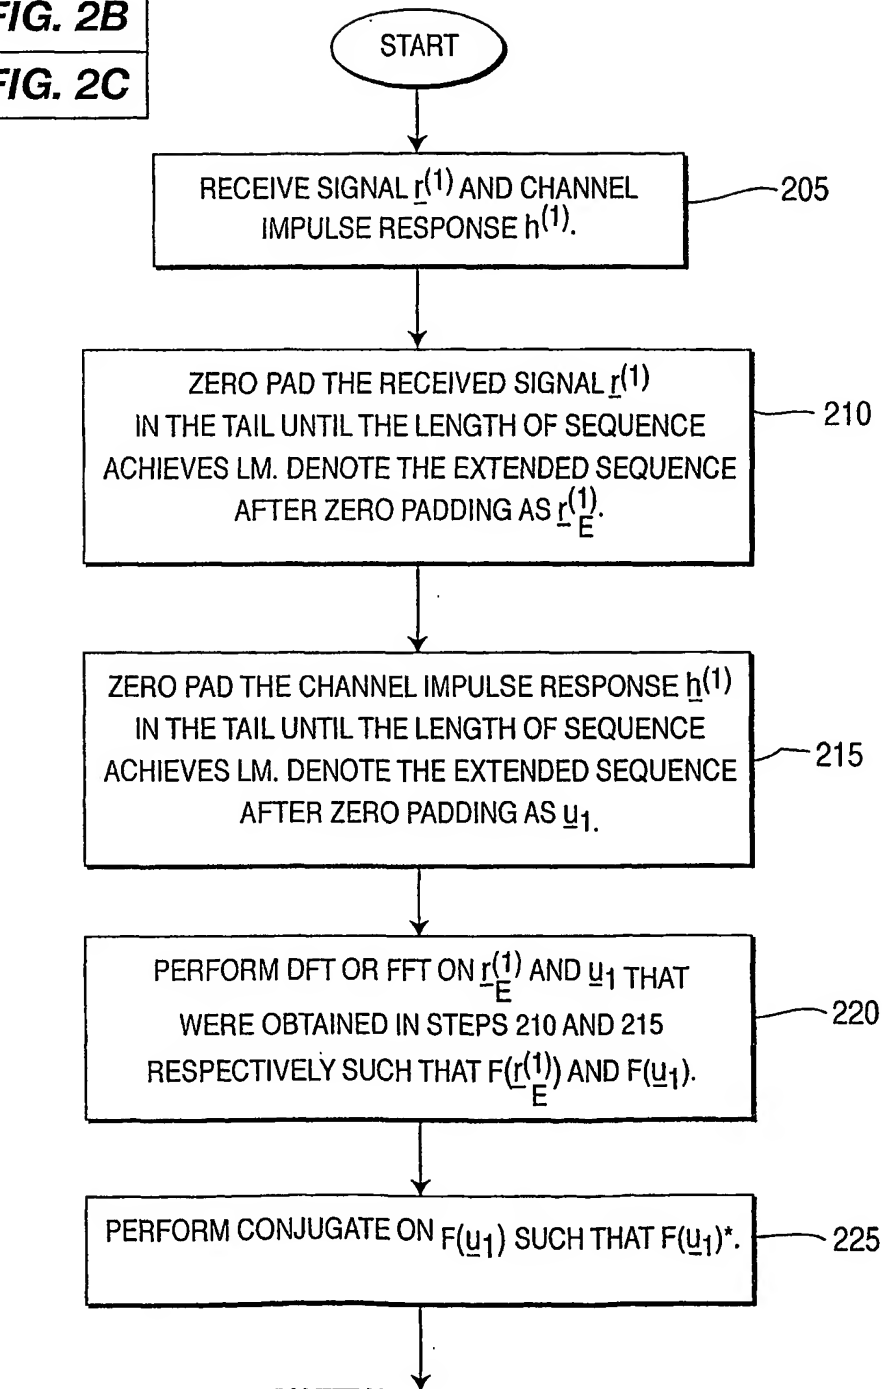 FIG. 2B
FIG. 2C
START
RECEIVE SIGNAL r(1) AND CHANNEL
IMPULSE RESPONSE h(1).
205
ZERO PAD THE RECEIVED SIGNAL r(1)
IN THE TAIL UNTIL THE LENGTH OF SEQUENCE
ACHIEVES LM. DENOTE THE EXTENDED SEQUENCE
AFTER ZERO PADDING AS r(1)E.
210
ZERO PAD THE CHANNEL IMPULSE RESPONSE h(1)
IN THE TAIL UNTIL THE LENGTH OF SEQUENCE
ACHIEVES LM. DENOTE THE EXTENDED SEQUENCE
AFTER ZERO PADDING AS u1.
215
PERFORM DFT OR FFT ON r(1)E AND u1 THAT
WERE OBTAINED IN STEPS 210 AND 215
RESPECTIVELY SUCH THAT F(r(1)E) AND F(u1).
220
PERFORM CONJUGATE ON F(u1) SUCH THAT F(u1)*.
225